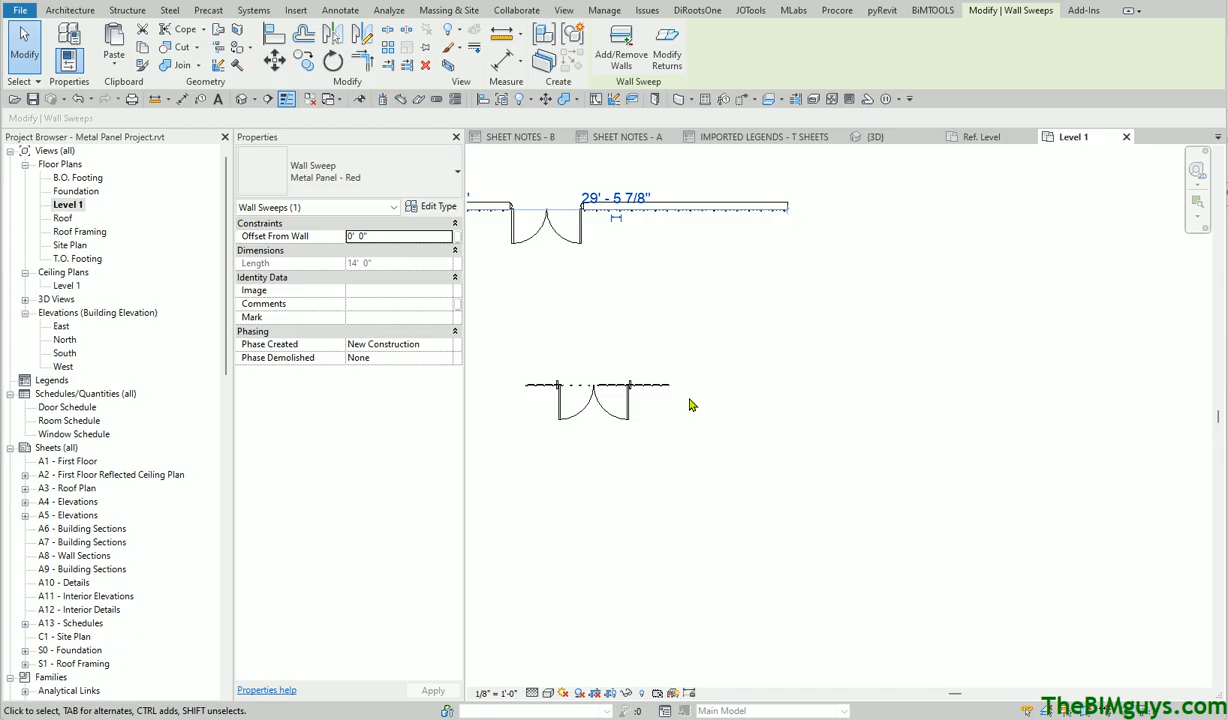 File Architecture Structure Steel Precast Systems Insert Annotate Analyze Massing & Site Collaborate View Manage Issues DiRootsOne JOTools MLabs Procore pyRevit BiMTOOLS Modify | Wall Sweeps Add-Ins
Modify
Paste
Cope
Cut
Join
Add/Remove
Wall Sweep
Modify
Returns
Select Properties Clipboard Geometry Modify View Measure Create Wall Sweep
Modify | Wall Sweeps
Project Browser - Metal Panel Project.rvt
Views (all)
Floor Plans
B.O. Footing
Foundation
Level 1
Roof
Roof Framing
Site Plan
T.O. Footing
Ceiling Plans
Level 1
3D Views
Elevations (Building Elevation)
East
North
South
West
Legends
Schedules/Quantities (all)
Door Schedule
Room Schedule
Window Schedule
Sheets (all)
A1 - First Floor
A2 - First Floor Reflected Ceiling Plan
A3 - Roof Plan
A4 - Elevations
A5 - Elevations
A6 - Building Sections
A7 - Building Sections
A8 - Wall Sections
A9 - Building Sections
A10 - Details
A11 - Interior Elevations
A12 - Interior Details
A13 - Schedules
C1 - Site Plan
S0 - Foundation
S1 - Roof Framing
Families
Analytical Links
Properties
Wall Sweep
Metal Panel - Red
Wall Sweeps (1)
Edit Type
Constraints
Offset From Wall 0' 0"
Dimensions
Length 14' 0"
Identity Data
Image
Comments
Mark
Phasing
Phase Created New Construction
Phase Demolished None
Properties help
Apply
SHEET NOTES - B SHEET NOTES - A IMPORTED LEGENDS - T SHEETS {3D} Ref. Level Level 1
29' - 5 7/8"
1/8" = 1'-0"
Click to select, TAB for alternates, CTRL adds, SHIFT unselects.
:0
Main Model
TheBIMguys.com